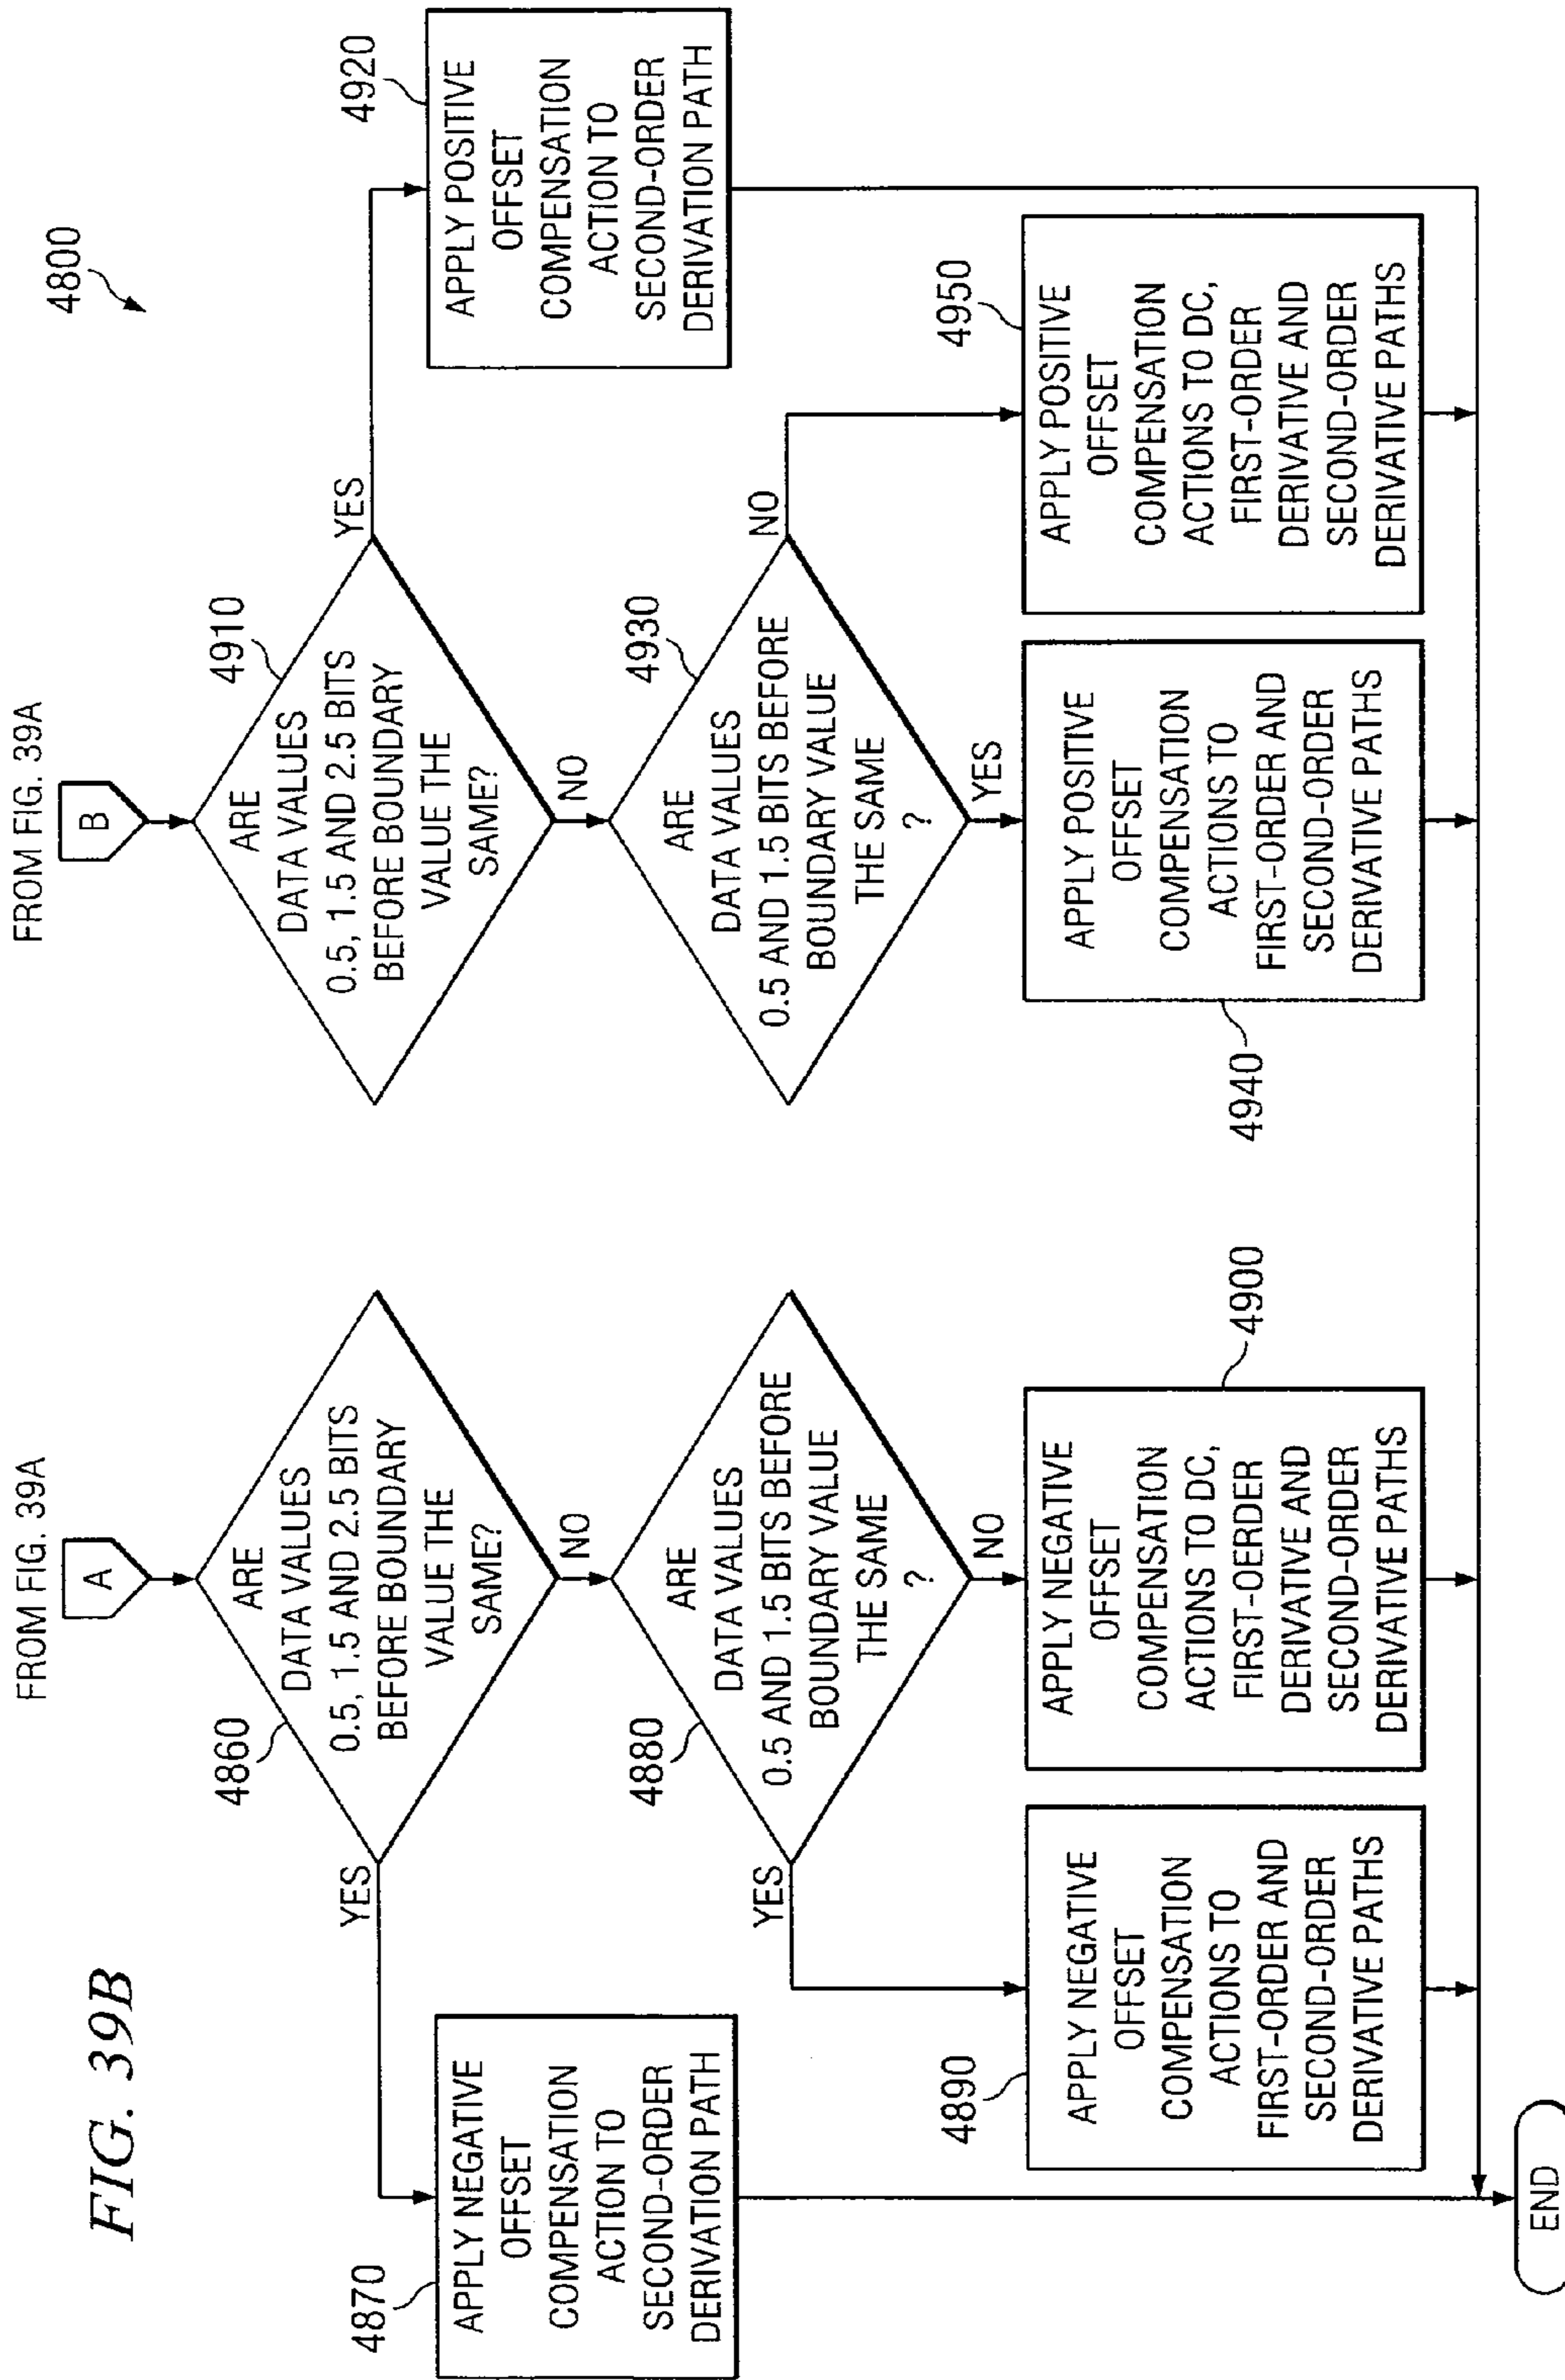 FIG. 39B
4800
FROM FIG. 39A
A
4860
ARE
DATA VALUES
0.5, 1.5 AND 2.5 BITS
BEFORE BOUNDARY
VALUE THE
SAME?
YES
NO
4870
APPLY NEGATIVE
OFFSET
COMPENSATION
ACTION TO
SECOND-ORDER
DERIVATION PATH
4880
ARE
DATA VALUES
0.5 AND 1.5 BITS BEFORE
BOUNDARY VALUE
THE SAME
?
YES
NO
4890
APPLY NEGATIVE
OFFSET
COMPENSATION
ACTIONS TO
FIRST-ORDER AND
SECOND-ORDER
DERIVATIVE PATHS
4900
APPLY NEGATIVE
OFFSET
COMPENSATION
ACTIONS TO DC,
FIRST-OERDER
DERIVATIVE AND
SECOND-ORDER
DERIVATIVE PATHS
FROM FIG. 39A
B
4910
ARE
DATA VALUES
0.5, 1.5 AND 2.5 BITS
BEFORE BOUNDARY
VALUE THE
SAME?
YES
NO
4920
APPLY POSITIVE
OFFSET
COMPENSATION
ACTION TO
SECOND-ORDER
DERIVATION PATH
4930
ARE
DATA VALUES
0.5 AND 1.5 BITS BEFORE
BOUNDARY VALUE
THE SAME
?
NO
YES
4940
APPLY POSITIVE
OFFSET
COMPENSATION
ACTIONS TO
FIRST-ORDER AND
SECOND-ORDER
DERIVATIVE PATHS
4950
APPLY POSITIVE
OFFSET
COMPENSATION
ACTIONS TO DC,
FIRST-ORDER
DERIVATIVE AND
SECOND-ORDER
DERIVATIVE PATHS
END